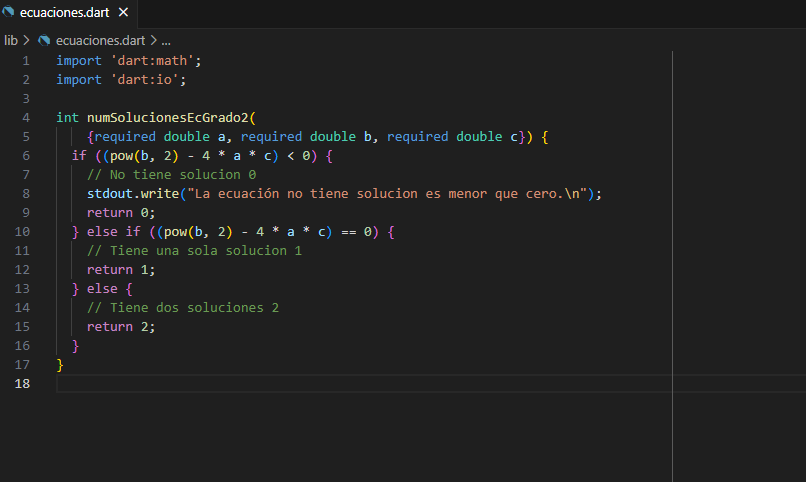 ecuaciones.dart ×
lib > ecuaciones.dart > ...
1 import 'dart:math';
2 import 'dart:io';
3
4 int numSolucionesEcGrado2(
5     {required double a, required double b, required double c}) {
6   if ((pow(b, 2) - 4 * a * c) < 0) {
7     // No tiene solucion 0
8     stdout.write("La ecuación no tiene solucion es menor que cero.\n");
9     return 0;
10   } else if ((pow(b, 2) - 4 * a * c) == 0) {
11     // Tiene una sola solucion 1
12     return 1;
13   } else {
14     // Tiene dos soluciones 2
15     return 2;
16   }
17 }
18